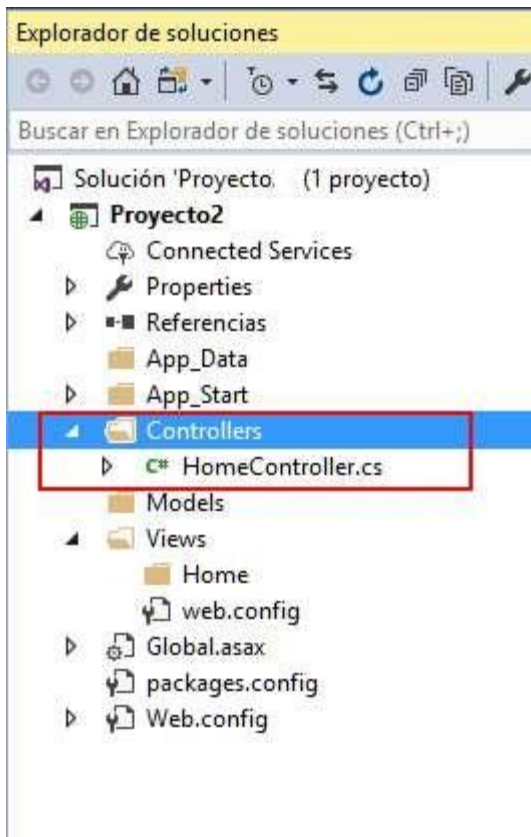 Explorador de soluciones
Buscar en Explorador de soluciones (Ctrl+;)
Solución 'Proyecto. (1 proyecto)
Proyecto2
Connected Services
Properties
Referencias
App_Data
App_Start
Controllers
C# HomeController.cs
Models
Views
Home
web.config
Global.asax
packages.config
Web.config